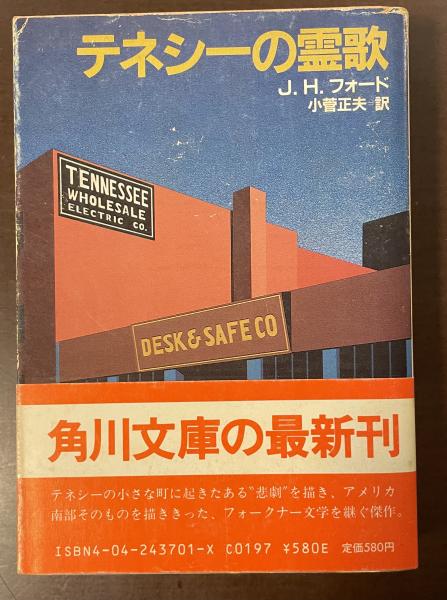 テネシーの霊歌
J. H. フォード
小菅正夫 訳
TENNESSEE
WHOLESALE
ELECTRIC CO.
DESK & SAFE CO
角川文庫の最新刊
テネシーの小さな町に起きたある"悲劇"を描き、アメリカ
南部そのものを描ききった、フォークナー文学を継ぐ傑作。
ISBN4-04-243701-X C0197 ¥580E 定価580円